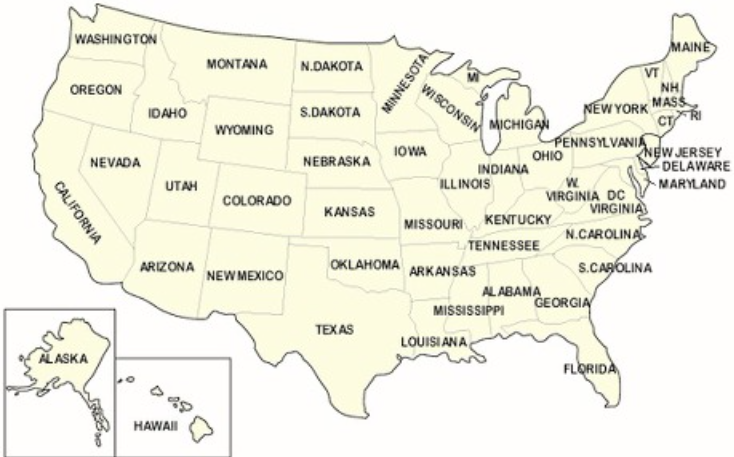 WASHINGTON
MONTANA
N.DAKOTA
MINNESOTA
MI
MAINE
OREGON
IDAHO
WYOMING
S.DAKOTA
WISCONSIN
MICHIGAN
VT
NH
NEW YORK
MASS
RI
CT
NEVADA
UTAH
COLORADO
NEBRASKA
IOWA
ILLINOIS
INDIANA
OHIO
PENNSYLVANIA
NEW JERSEY
DELAWARE
MARYLAND
CALIFORNIA
KANSAS
MISSOURI
KENTUCKY
W.
VIRGINIA
DC
VIRGINIA
ARIZONA
NEW MEXICO
OKLAHOMA
ARKANSAS
TENNESSEE
N.CAROLINA
S.CAROLINA
TEXAS
LOUISIANA
MISSISSIPPI
ALABAMA
GEORGIA
FLORIDA
ALASKA
HAWAII